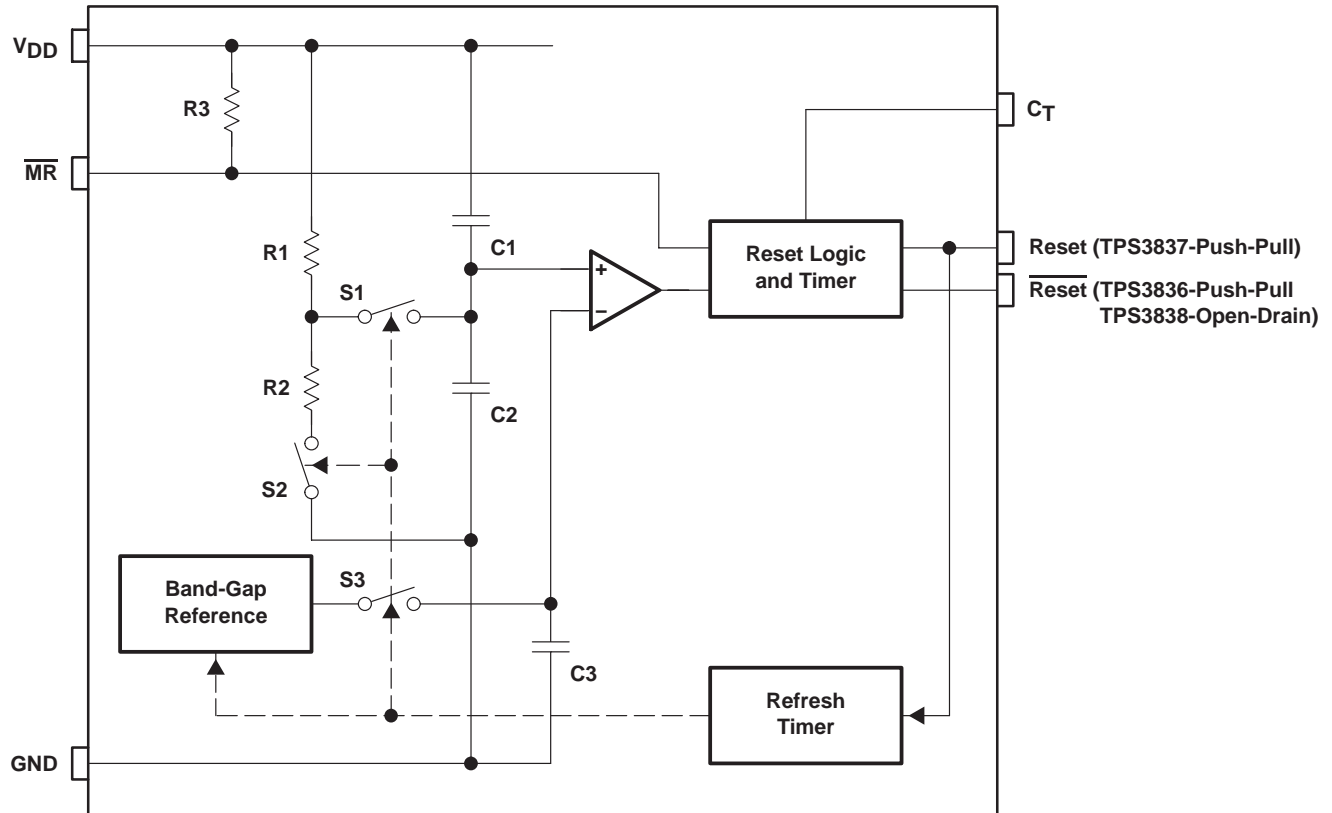 VDD
R3
CT
MR
R1
C1
+
Reset Logic
and Timer
Reset (TPS3837-Push-Pull)
S1
−
Reset (TPS3836-Push-Pull
TPS3838-Open-Drain)
R2
C2
S2
Band-Gap
Reference
S3
C3
Refresh
Timer
GND